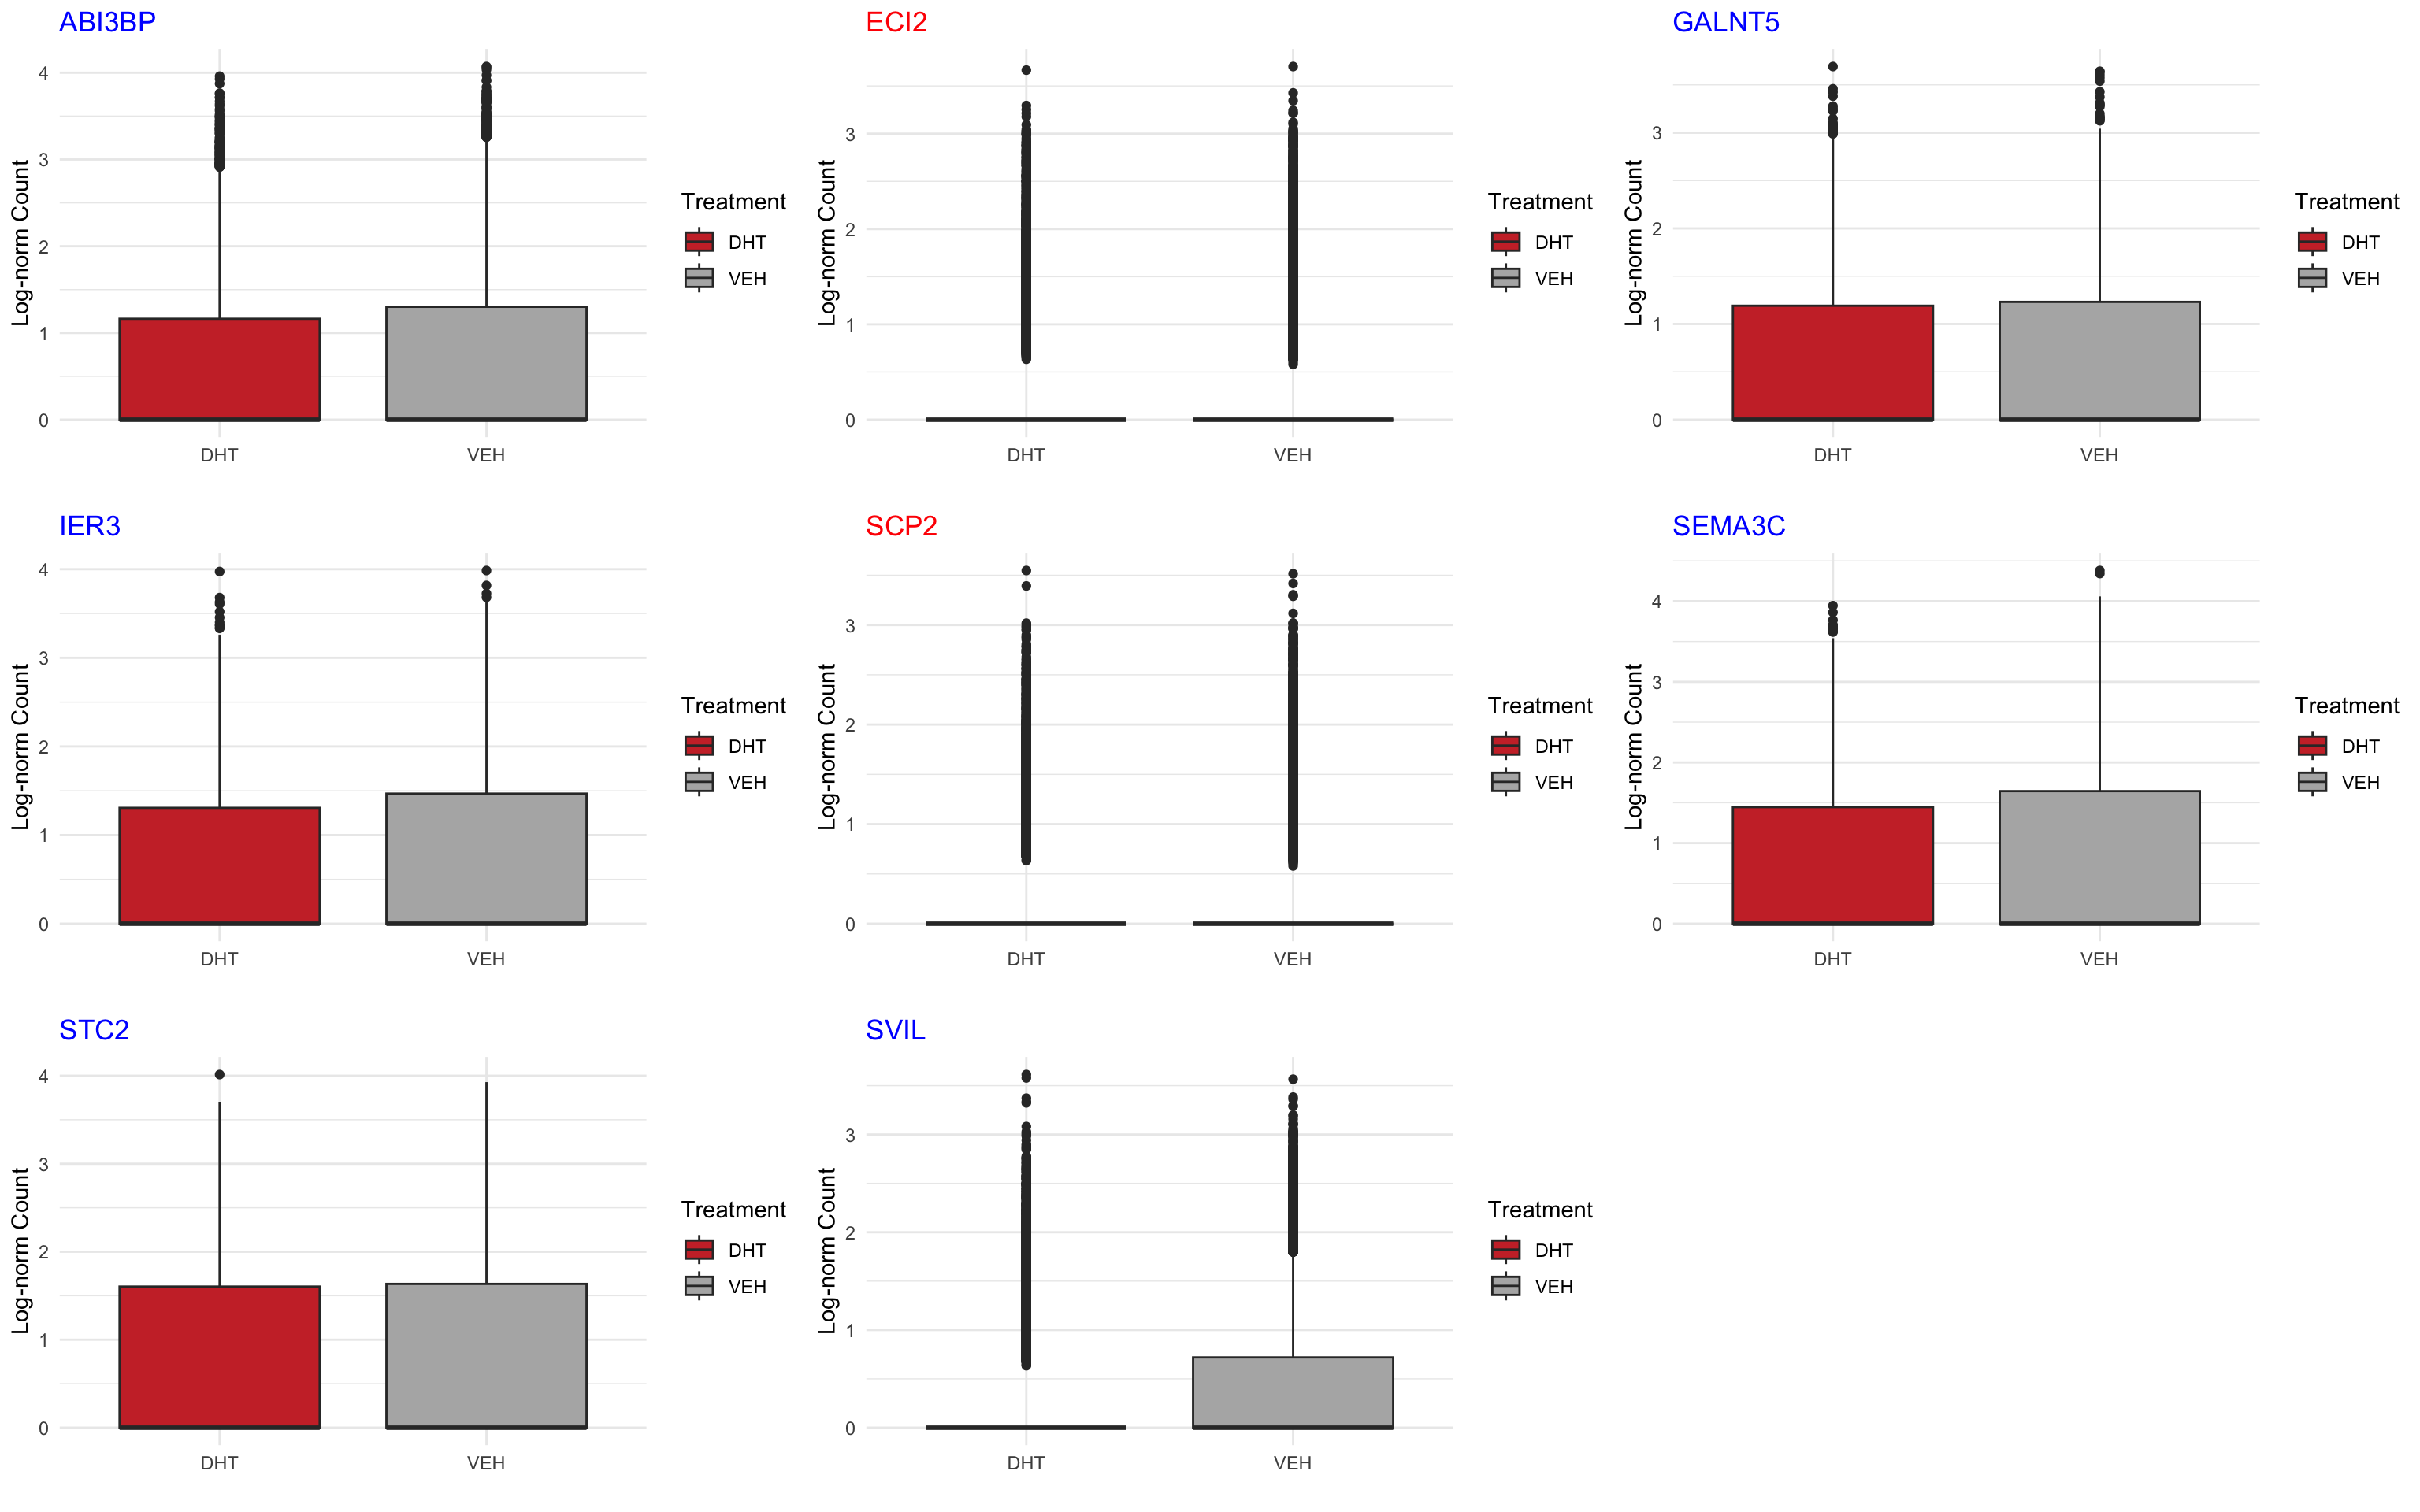 ABI3BP
Log-norm Count
4
3
2
1
0
DHT
VEH
Treatment
DHT
VEH
ECI2
Log-norm Count
3
2
1
0
DHT
VEH
Treatment
DHT
VEH
GALNT5
Log-norm Count
3
2
1
0
DHT
VEH
Treatment
DHT
VEH
IER3
Log-norm Count
4
3
2
1
0
DHT
VEH
Treatment
DHT
VEH
SCP2
Log-norm Count
3
2
1
0
DHT
VEH
Treatment
DHT
VEH
SEMA3C
Log-norm Count
4
3
2
1
0
DHT
VEH
Treatment
DHT
VEH
STC2
Log-norm Count
4
3
2
1
0
DHT
VEH
Treatment
DHT
VEH
SVIL
Log-norm Count
3
2
1
0
DHT
VEH
Treatment
DHT
VEH